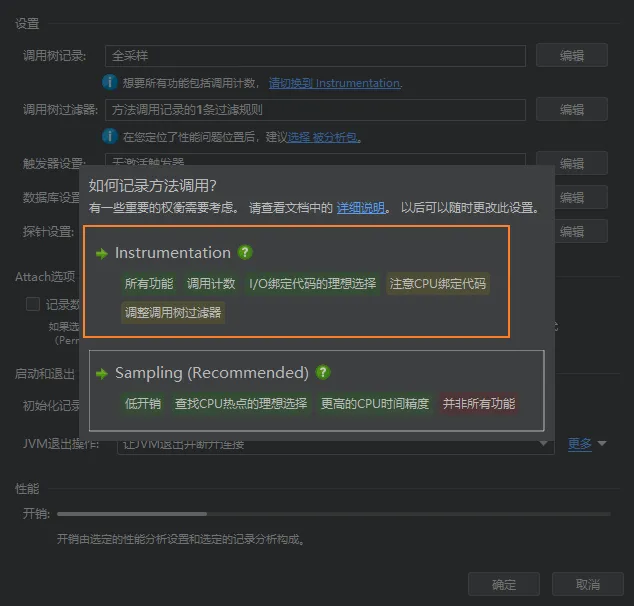 设置
调用树记录: 全采样 编辑
想要所有功能包括调用计数， 请切换到 Instrumentation.
调用树过滤器: 方法调用记录的1条过滤规则 编辑
在您定位了性能问题位置后，建议选择 被分析包。
触发器设置: 无激活触发器 编辑
数据库设置 编辑
探针设置: 编辑
如何记录方法调用？
有一些重要的权衡需要考虑。 请查看文档中的 详细说明。 以后可以随时更改此设置。
Instrumentation
所有功能 调用计数 I/O绑定代码的理想选择 注意CPU绑定代码
调整调用树过滤器
Attach选项
记录数
如果选
(Perm
Sampling (Recommended)
低开销 查找CPU热点的理想选择 更高的CPU时间精度 并非所有功能
启动和退出
初始化记录
JVM退出操作: 让JVM退出并断开连接 更多
性能
开销:
开销由选定的性能分析设置和选定的记录分析构成。
确定 取消